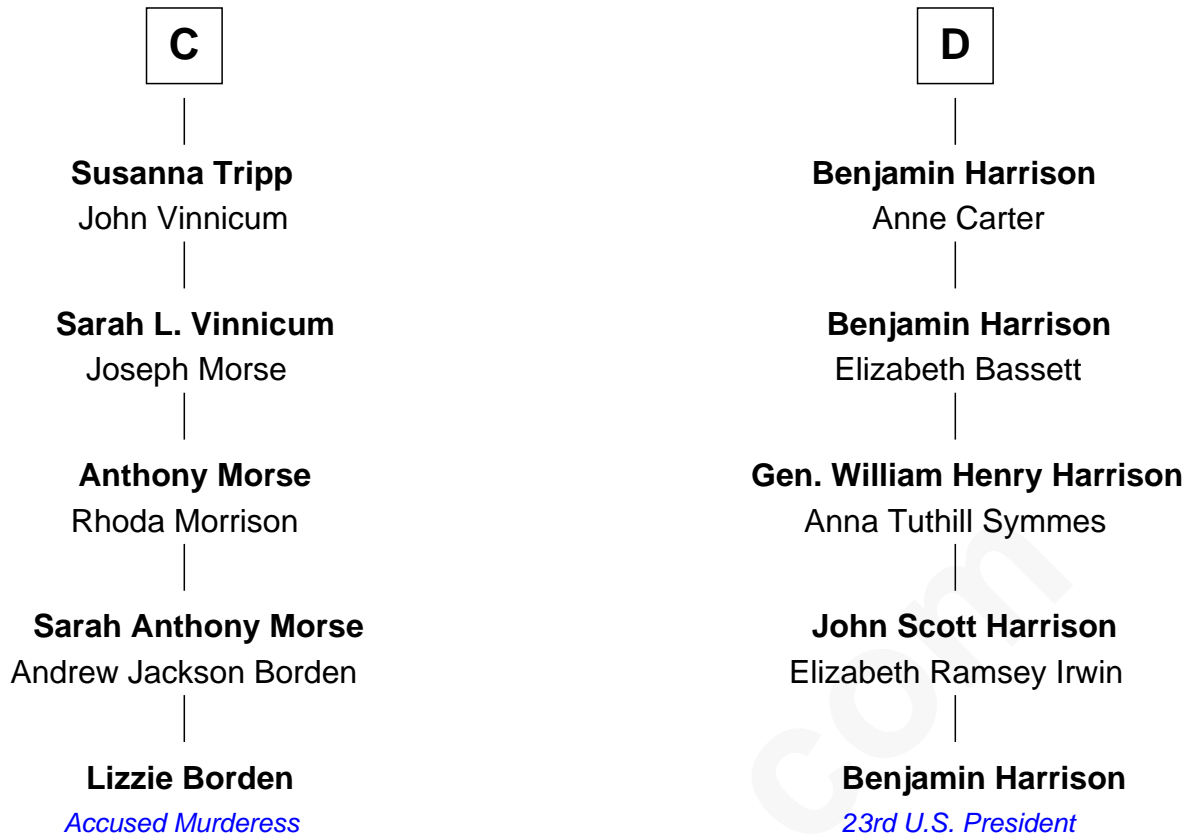 C
Susanna Tripp
John Vinnicum
Sarah L. Vinnicum
Joseph Morse
Anthony Morse
Rhoda Morrison
Sarah Anthony Morse
Andrew Jackson Borden
Lizzie Borden
Accused Murderess
D
Benjamin Harrison
Anne Carter
Benjamin Harrison
Elizabeth Bassett
Gen. William Henry Harrison
Anna Tuthill Symmes
John Scott Harrison
Elizabeth Ramsey Irwin
Benjamin Harrison
23rd U.S. President
com